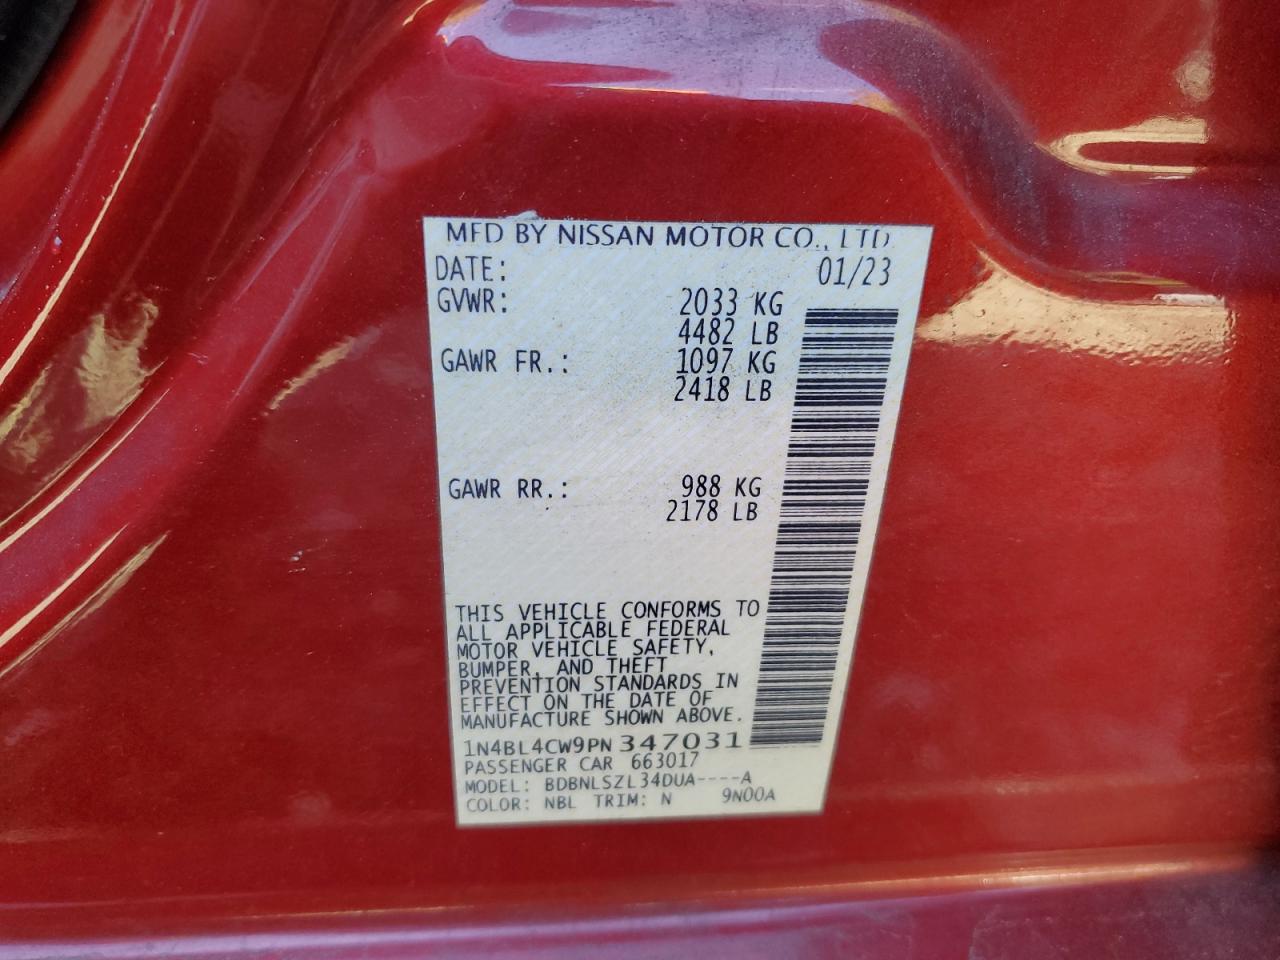 MFD BY NISSAN MOTOR CO., LTD.
DATE: 01/23
GVWR: 2033 KG
4482 LB
GAWR FR.: 1097 KG
2418 LB
GAWR RR.: 988 KG
2178 LB
THIS VEHICLE CONFORMS TO
ALL APPLICABLE FEDERAL
MOTOR VEHICLE SAFETY,
BUMPER, AND THEFT
PREVENTION STANDARDS IN
EFFECT ON THE DATE OF
MANUFACTURE SHOWN ABOVE.
1N4BL4CW9PN347031
PASSENGER CAR 663017
MODEL: BDBNLSZL34DUA----A
COLOR: NBL TRIM: N 9N00A